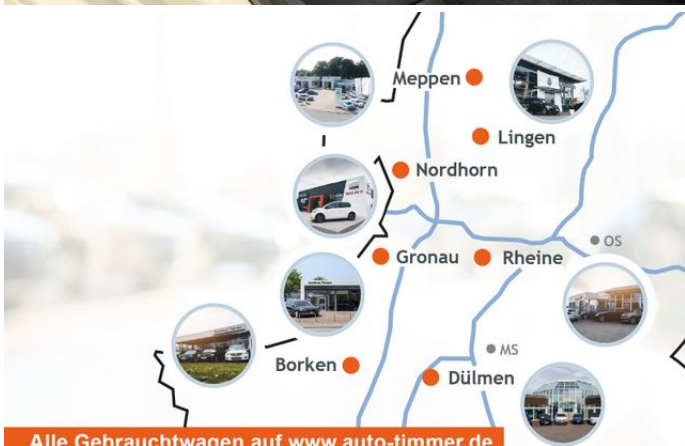 Meppen
Lingen
Nordhorn
OS
Gronau
Rheine
MS
Borken
Dülmen
Alle Gebrauchtwagen auf www.auto-timmer.de